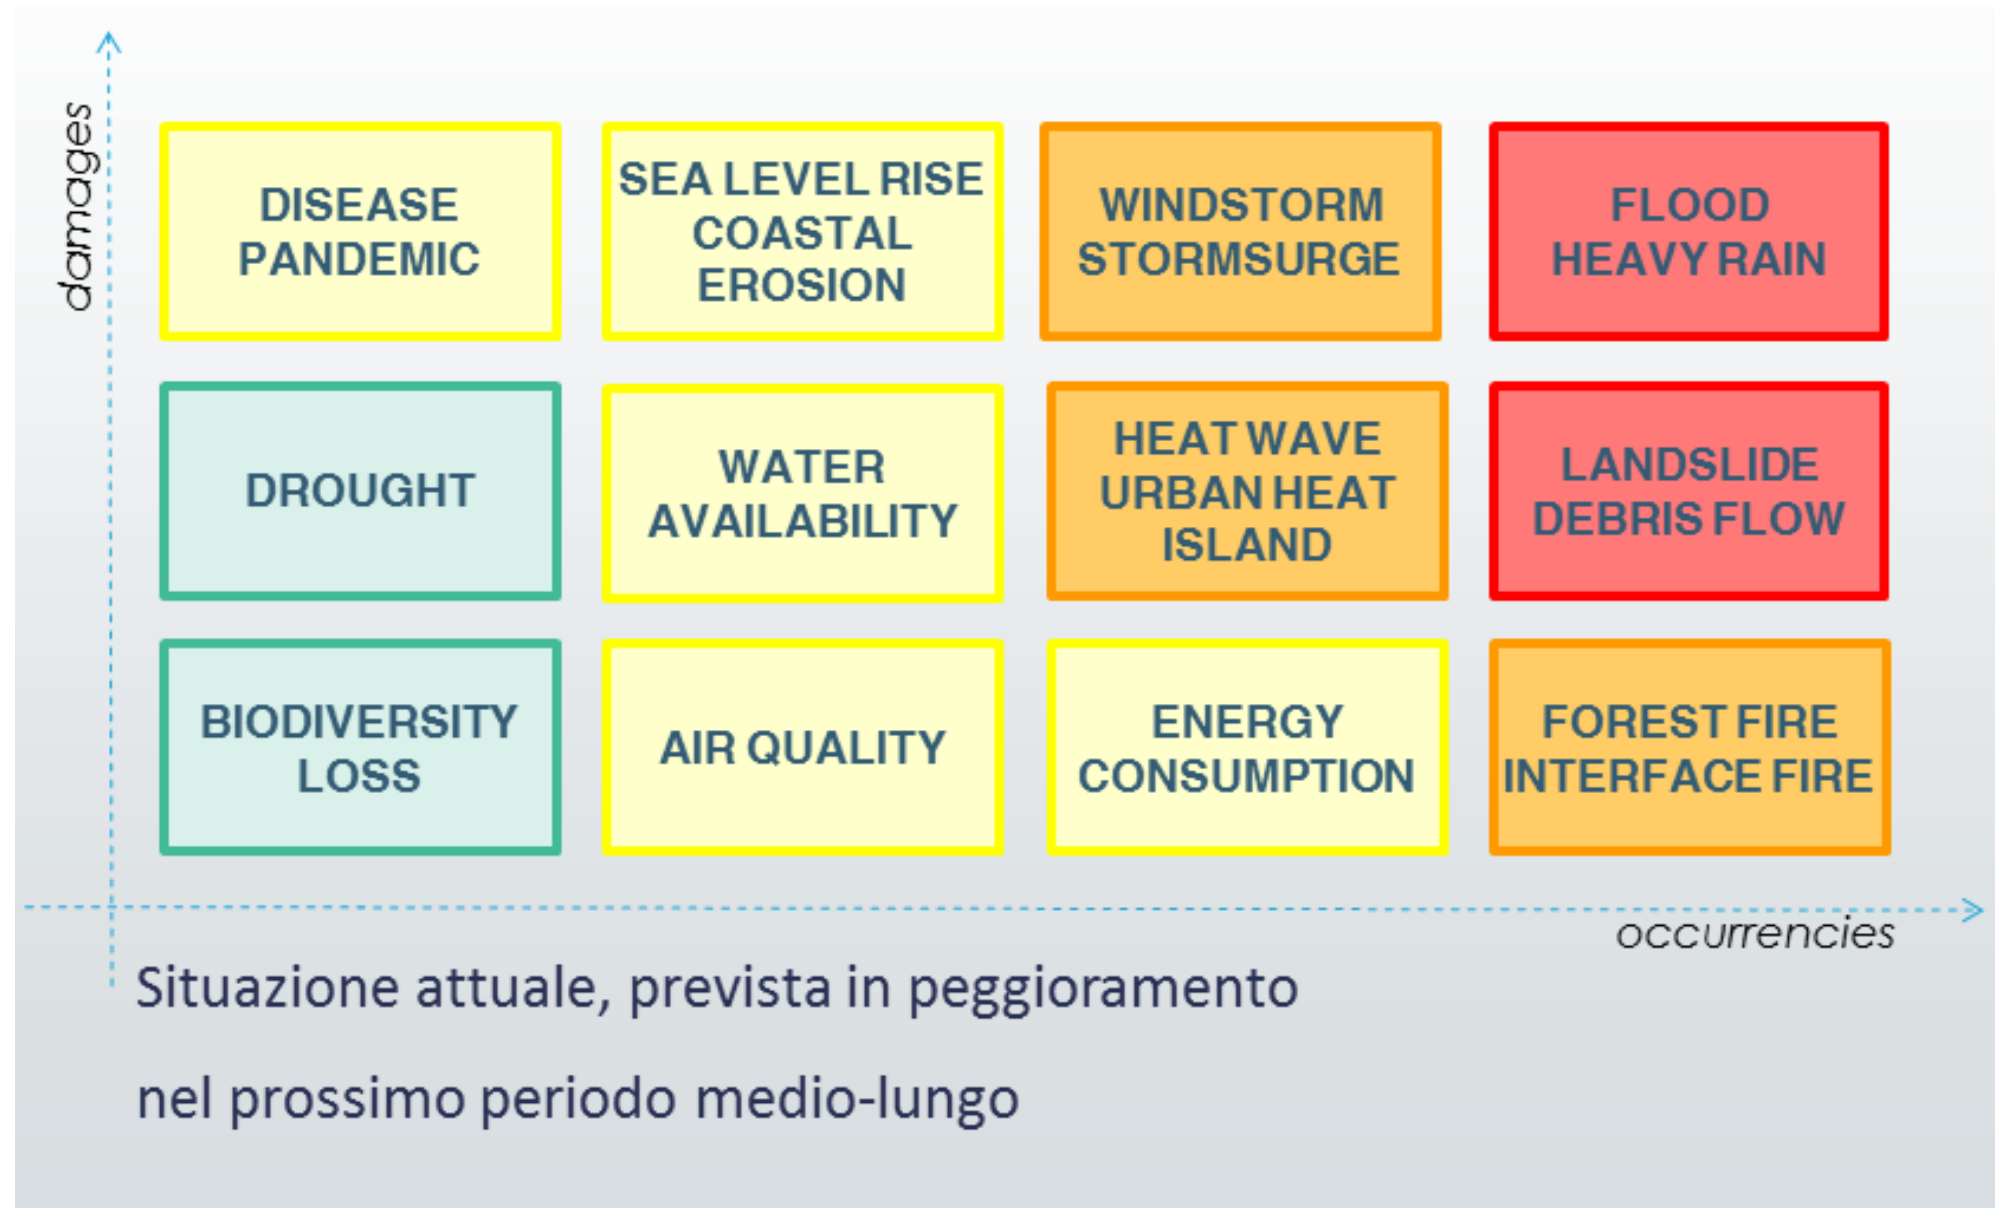 damages
DISEASE
PANDEMIC
SEA LEVEL RISE
COASTAL
EROSION
WINDSTORM
STORMSURGE
FLOOD
HEAVY RAIN
DROUGHT
WATER
AVAILABILITY
HEAT WAVE
URBAN HEAT
ISLAND
LANDSLIDE
DEBRIS FLOW
BIODIVERSITY
LOSS
AIR QUALITY
ENERGY
CONSUMPTION
FOREST FIRE
INTERFACE FIRE
occurrencies
Situazione attuale, prevista in peggioramento
nel prossimo periodo medio-lungo